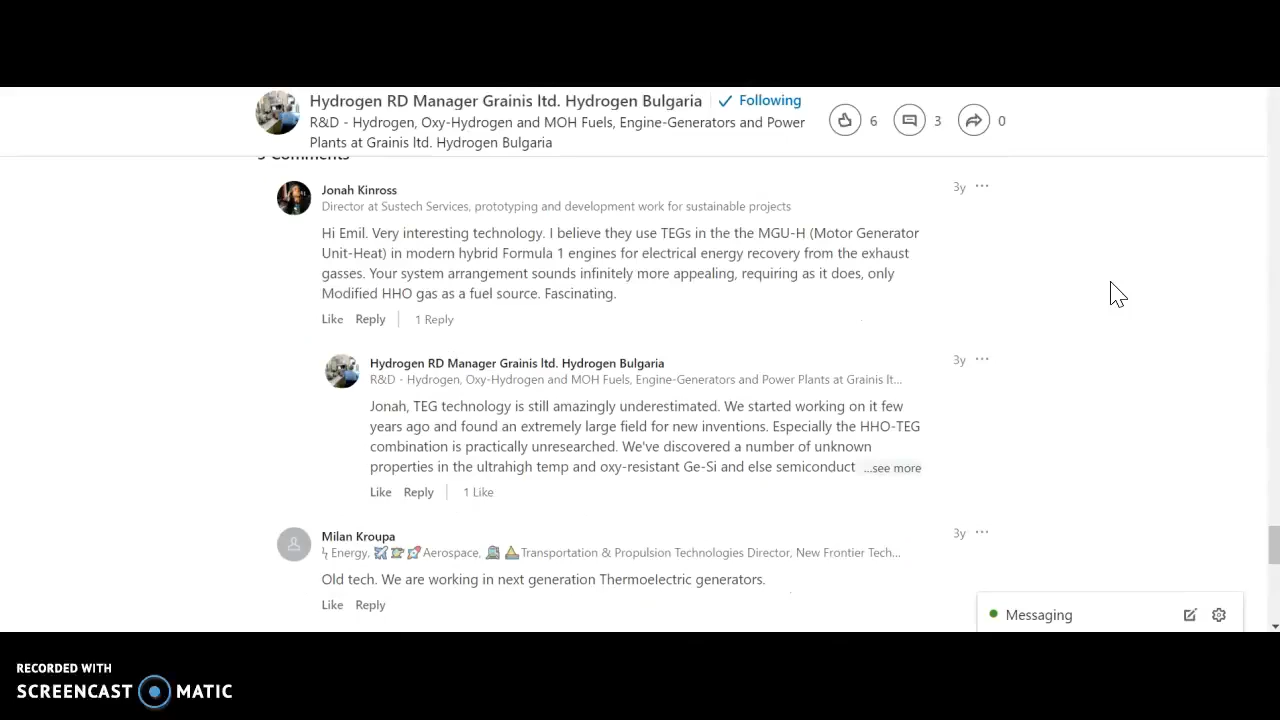 Hydrogen RD Manager Grainis ltd. Hydrogen Bulgaria Following
R&D - Hydrogen, Oxy-Hydrogen and MOH Fuels, Engine-Generators and Power
Plants at Grainis ltd. Hydrogen Bulgaria
6 3 0
Comments
Jonah Kinross 3y
Director at Sustech Services, prototyping and development work for sustainable projects
Hi Emil. Very interesting technology. I believe they use TEGs in the the MGU-H (Motor Generator
Unit-Heat) in modern hybrid Formula 1 engines for electrical energy recovery from the exhaust
gasses. Your system arrangement sounds infinitely more appealing, requiring as it does, only
Modified HHO gas as a fuel source. Fascinating.
Like Reply 1 Reply
Hydrogen RD Manager Grainis ltd. Hydrogen Bulgaria 3y
R&D - Hydrogen, Oxy-Hydrogen and MOH Fuels, Engine-Generators and Power Plants at Grainis lt...
Jonah, TEG technology is still amazingly underestimated. We started working on it few
years ago and found an extremely large field for new inventions. Especially the HHO-TEG
combination is practically unresearched. We've discovered a number of unknown
properties in the ultrahigh temp and oxy-resistant Ge-Si and else semiconduct ...see more
Like Reply 1 Like
Milan Kroupa 3y
Energy, Aerospace, Transportation & Propulsion Technologies Director, New Frontier Tech...
Old tech. We are working in next generation Thermoelectric generators.
Like Reply
Messaging
RECORDED WITH
SCREENCAST MATIC